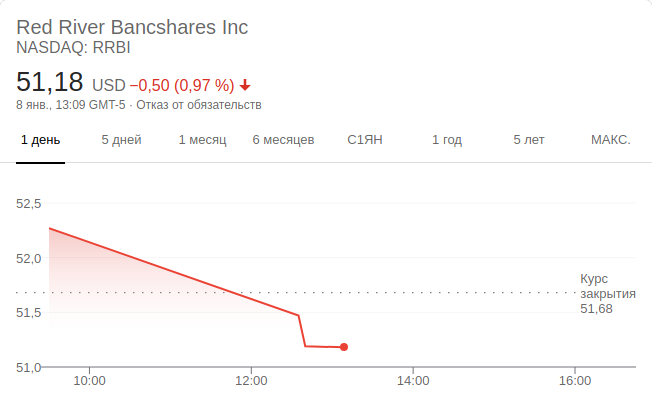 Red River Bancshares Inc
NASDAQ: RRBI
51,18 USD −0,50 (0,97 %)
8 янв., 13:09 GMT-5 · Отказ от обязательств
1 день 5 дней 1 месяц 6 месяцев С1ЯН 1 год 5 лет МАКС.
52,5
52,0
Курс
закрытия
51,68
51,5
51,0
10:00 12:00 14:00 16:00